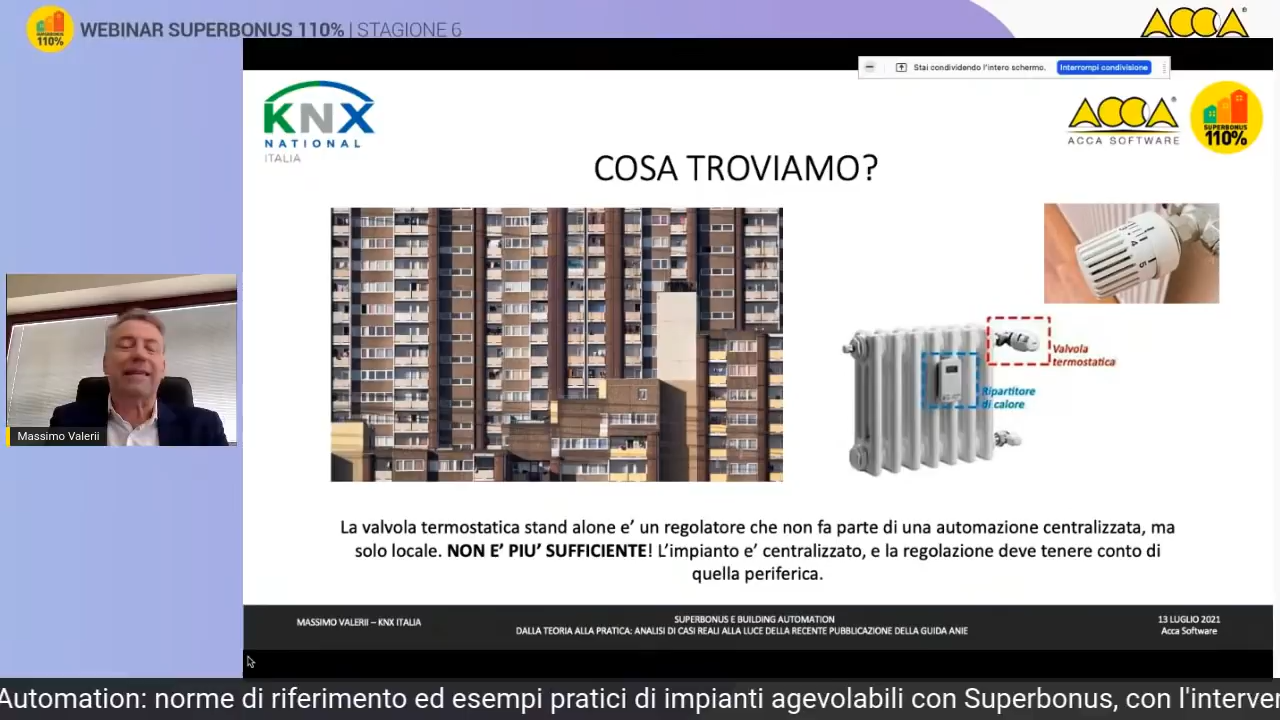 SUPERBONUS
110%
WEBINAR SUPERBONUS 110% | STAGIONE 6
ACCA
Stai condividendo l'intero schermo.
Interrompi condivisione
KNX
NATIONAL
ITALIA
ACCA
ACCA SOFTWARE
SUPERBONUS
110%
COSA TROVIAMO?
Valvola
termostatica
Ripartitore
di calore
Massimo Valerii
La valvola termostatica stand alone e' un regolatore che non fa parte di una automazione centralizzata, ma
solo locale. NON E' PIU' SUFFICIENTE! L'impianto e' centralizzato, e la regolazione deve tenere conto di
quella periferica.
MASSIMO VALERII – KNX ITALIA
SUPERBONUS E BUILDING AUTOMATION
DALLA TEORIA ALLA PRATICA: ANALISI DI CASI REALI ALLA LUCE DELLA RECENTE PUBBLICAZIONE DELLA GUIDA ANIE
13 LUGLIO 2021
Acca Software
Automation: norme di riferimento ed esempi pratici di impianti agevolabili con Superbonus, con l'interver